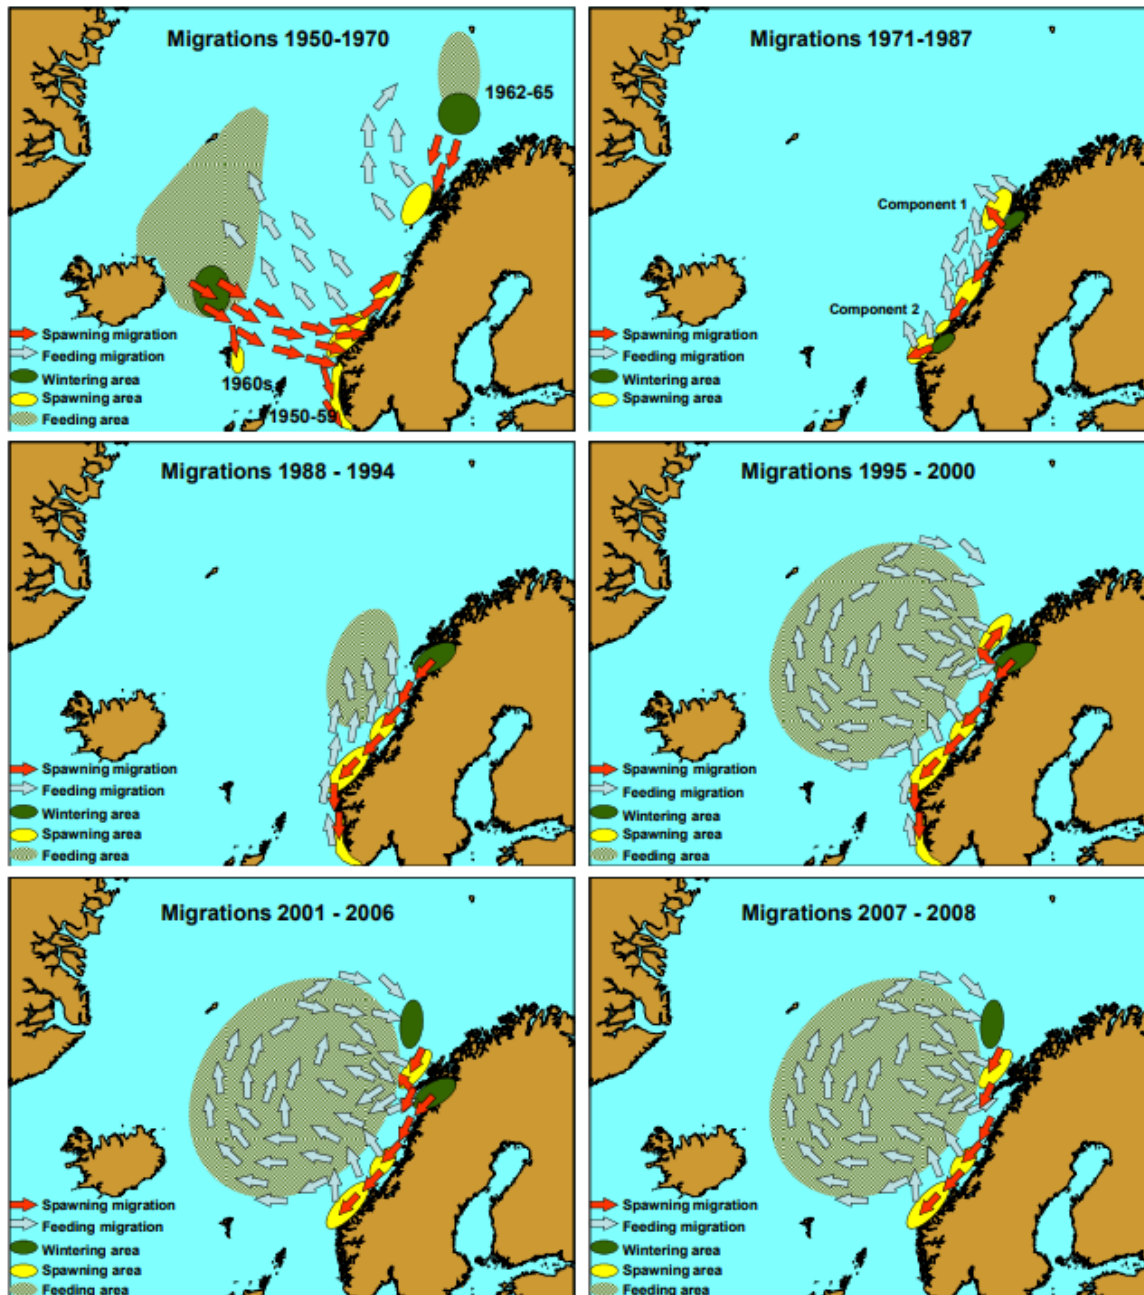 Migrations 1950-1970
1962-65
Spawning migration
Feeding migration
Wintering area
Spawning area
Feeding area
1960s
1950-59
Migrations 1971-1987
Component 1
Component 2
Spawning migration
Feeding migration
Wintering area
Spawning area
Migrations 1988 - 1994
Spawning migration
Feeding migration
Wintering area
Spawning area
Feeding area
Migrations 1995 - 2000
Spawning migration
Feeding migration
Wintering area
Spawning area
Feeding area
Migrations 2001 - 2006
Spawning migration
Feeding migration
Wintering area
Spawning area
Feeding area
Migrations 2007 - 2008
Spawning migration
Feeding migration
Wintering area
Spawning area
Feeding area